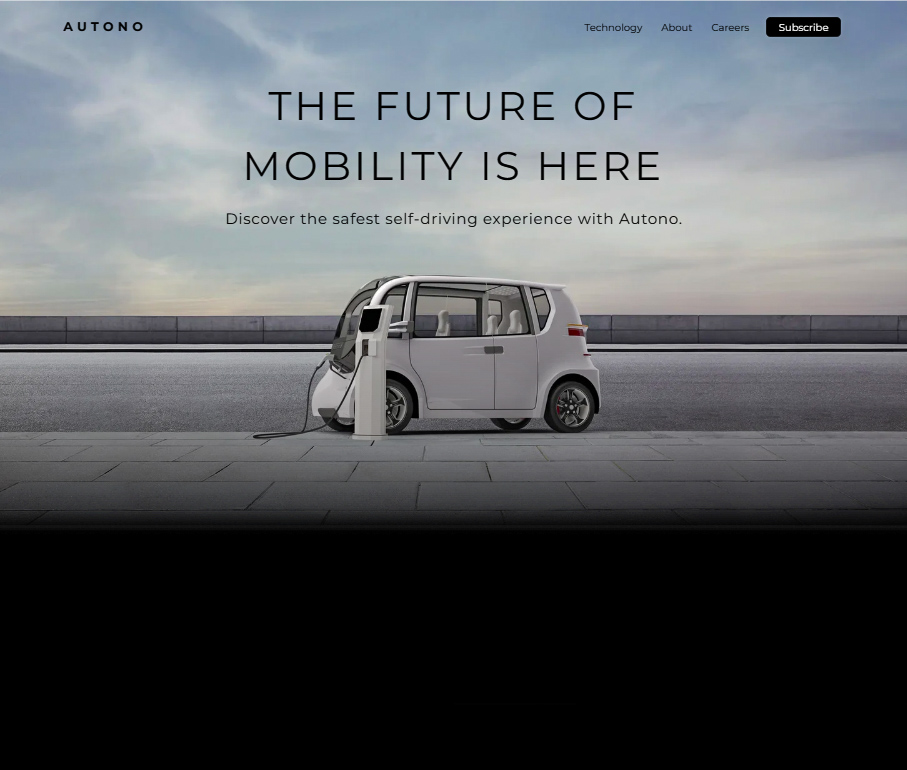 AUTONO
Technology About Careers Subscribe
THE FUTURE OF
MOBILITY IS HERE
Discover the safest self-driving experience with Autono.